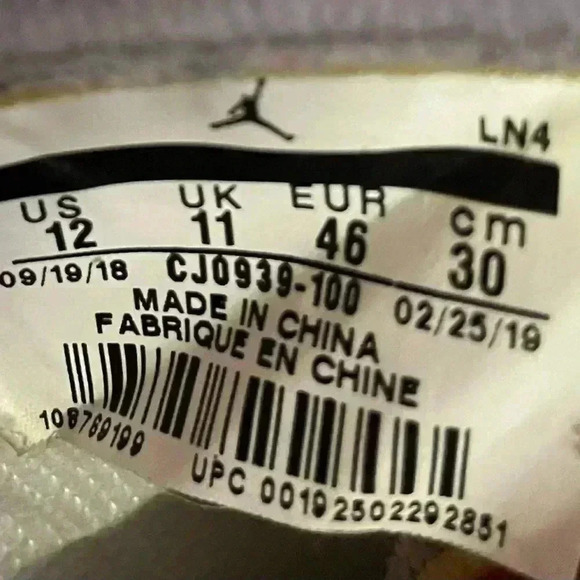 LN4
US UK EUR cm
12 11 46 30
09/19/18 CJ0939-100 02/25/19
MADE IN CHINA
FABRIQUE EN CHINE
108769199
UPC 00192502292851